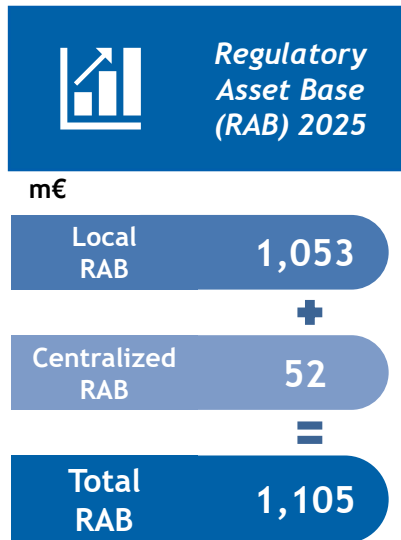 Regulatory
Asset Base
(RAB) 2025
m€
Local
RAB
1,053
+
Centralized
RAB
52
=
Total
RAB
1,105